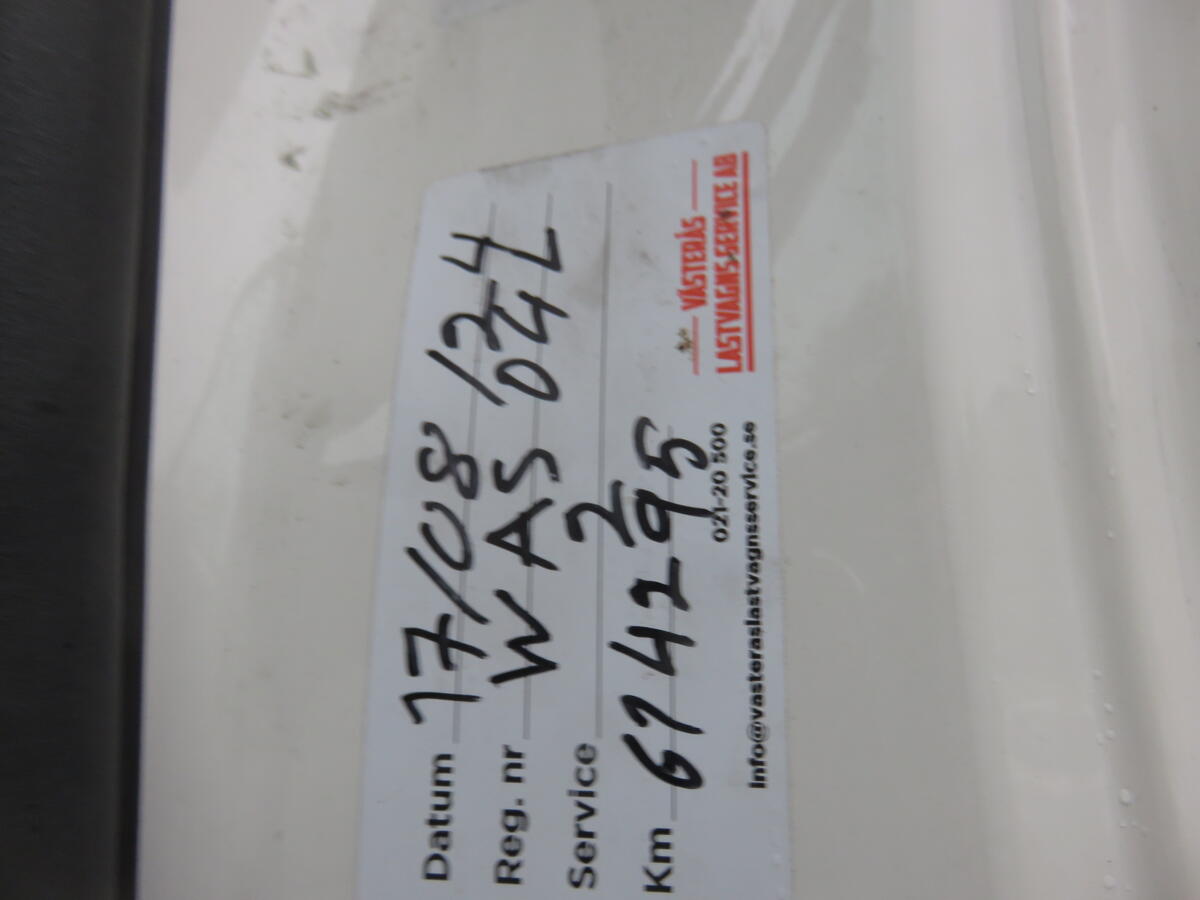 Datum 17/08/24
Reg. nr WAS 04L
Service 2
Km 614295
021-20 500
info@vasteraslastvagnsservice.se
VÄSTERÅS
LASTVAGNSSERVICE AB